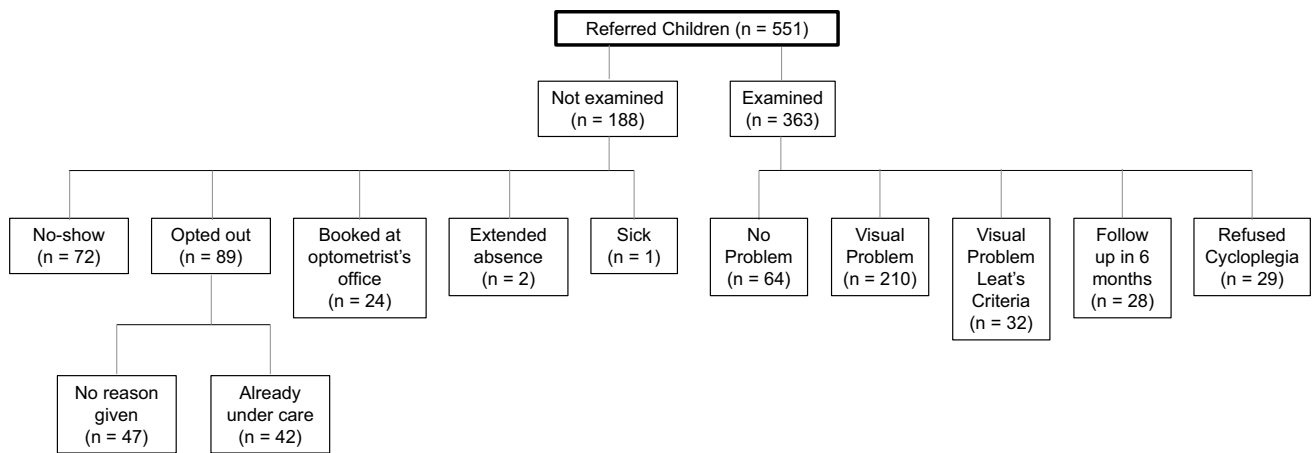 Referred Children (n = 551)
Not examined
(n = 188)
Examined
(n = 363)
No-show
(n = 72)
Opted out
(n = 89)
Booked at
optometrist's
office
(n = 24)
Extended
absence
(n = 2)
Sick
(n = 1)
No
Problem
(n = 64)
Visual
Problem
(n = 210)
Visual
Problem
Leat's
Criteria
(n = 32)
Follow
up in 6
months
(n = 28)
Refused
Cycloplegia
(n = 29)
No reason
given
(n = 47)
Already
under care
(n = 42)